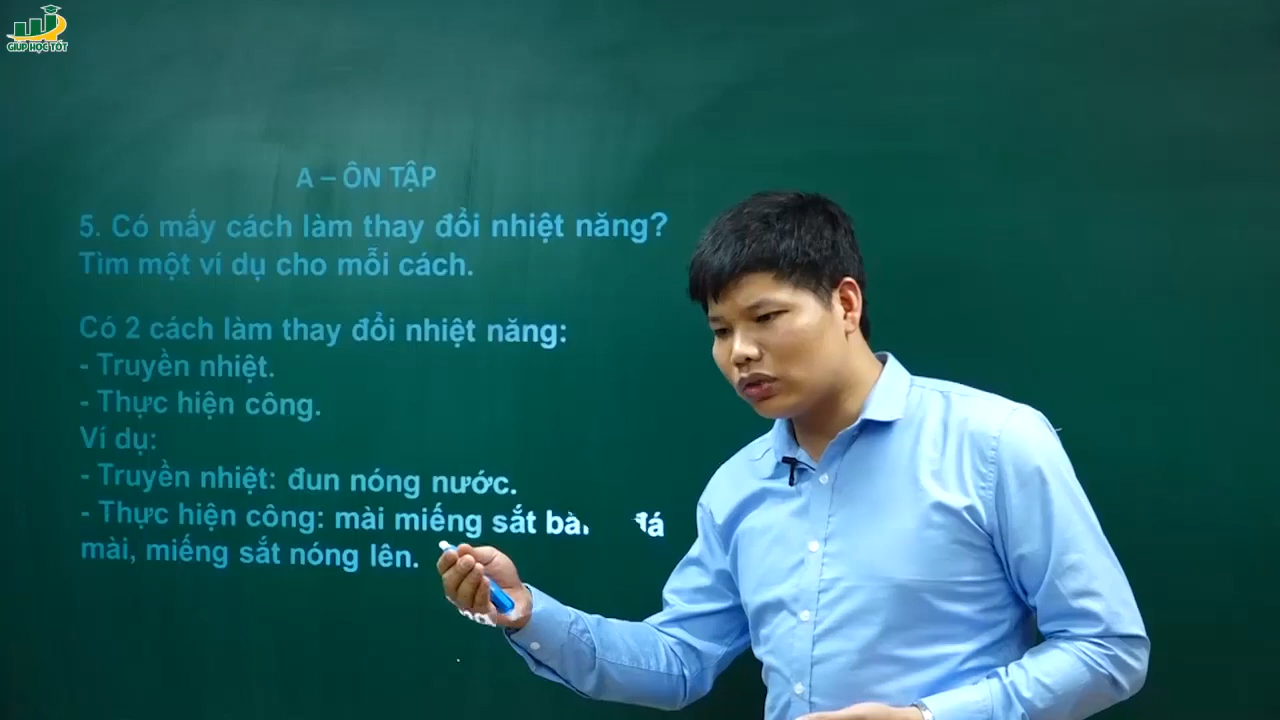 GIÚP HỌC TỐT
A – ÔN TẬP
5. Có mấy cách làm thay đổi nhiệt năng?
Tìm một ví dụ cho mỗi cách.
Có 2 cách làm thay đổi nhiệt năng:
- Truyền nhiệt.
- Thực hiện công.
Ví dụ:
- Truyền nhiệt: đun nóng nước.
- Thực hiện công: mài miếng sắt đá
mài, miếng sắt nóng lên.